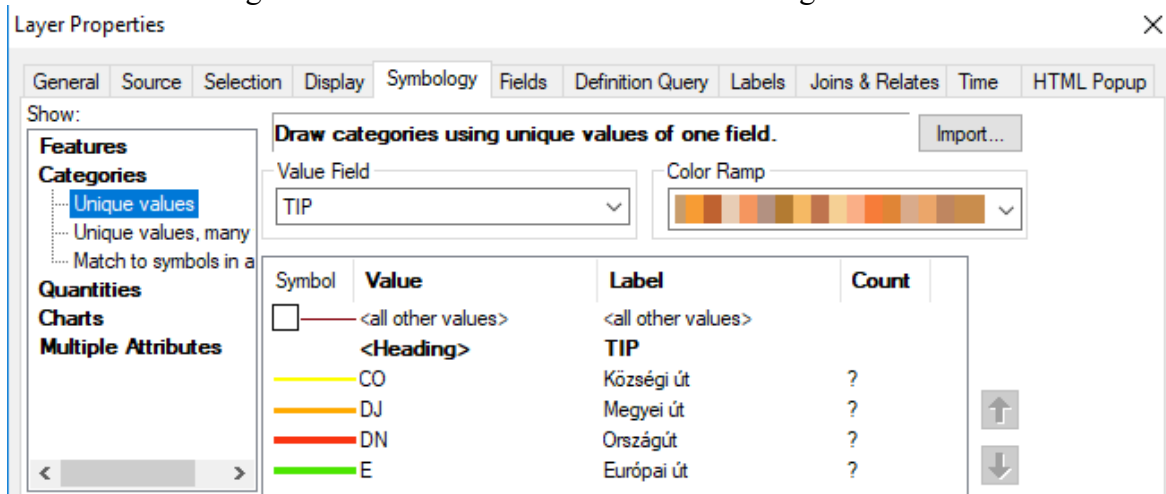 Layer Properties
General Source Selection Display Symbology Fields Definition Query Labels Joins & Relates Time HTML Popup
Show:
Features
Categories
Unique values
Unique values, many
Match to symbols in a
Quantities
Charts
Multiple Attributes
Draw categories using unique values of one field.
Import...
Value Field
Color Ramp
TIP
Symbol Value Label Count
<all other values> <all other values>
<Heading> TIP
CO Községi út ?
DJ Megyei út ?
DN Országút ?
E Európai út ?